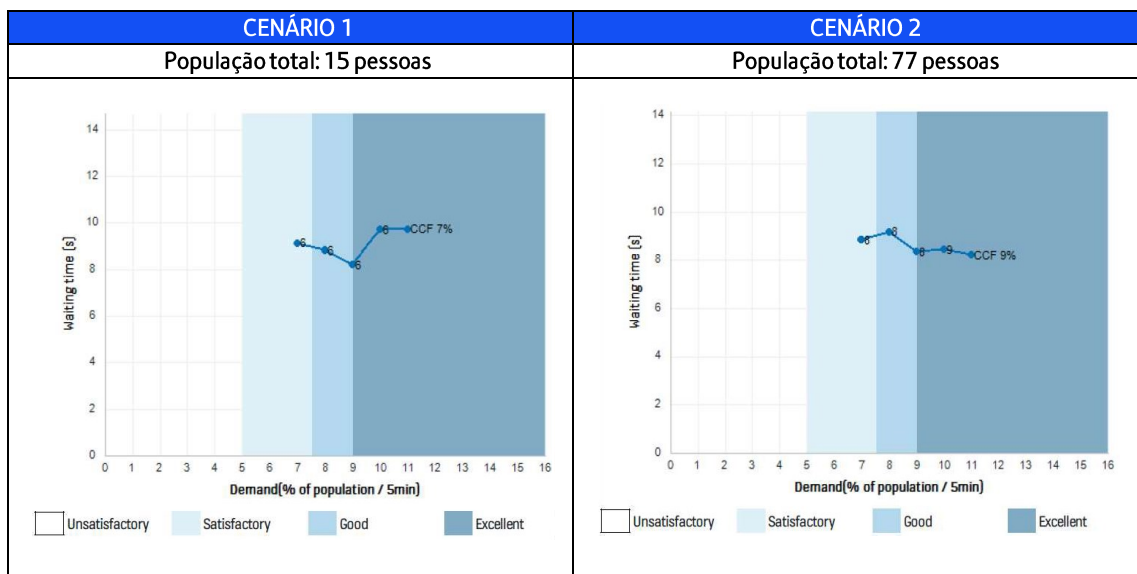 CENÁRIO 1
População total: 15 pessoas
14
12
10
8
6
4
2
0
Waiting time (s)
6
6
6
6
CCF 7%
0 1 2 3 4 5 6 7 8 9 10 11 12 13 14 15 16
Demand(% of population / 5min)
Unsatisfactory Satisfactory Good Excellent
CENÁRIO 2
População total: 77 pessoas
14
12
10
8
6
4
2
0
Waiting time (s)
8
8
8
9
CCF 9%
0 1 2 3 4 5 6 7 8 9 10 11 12 13 14 15 16
Demand(% of population / 5min)
Unsatisfactory Satisfactory Good Excellent